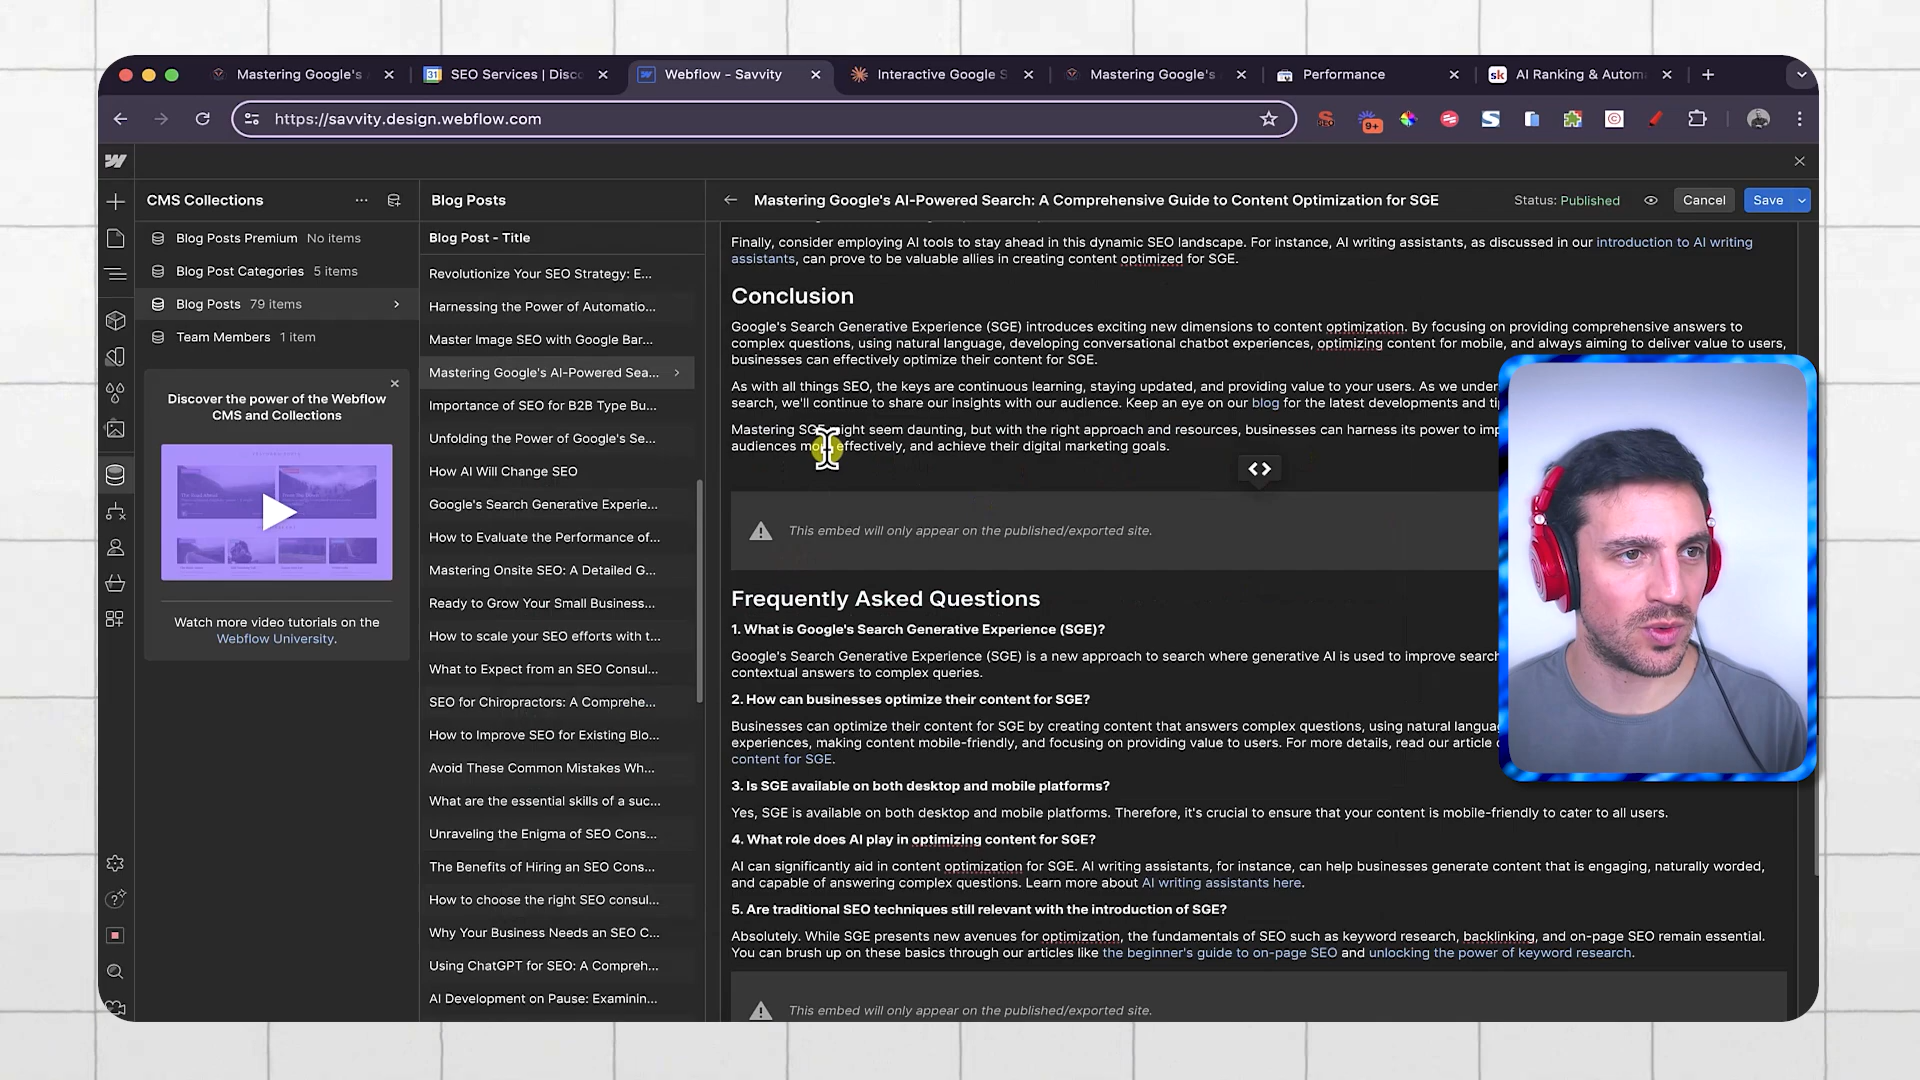 Mastering Google's
SEO Services | Disc
Webflow - Savvity
Interactive Google S
Mastering Google's
Performance
sk AI Ranking & Autom
https://savvity.design.webflow.com
9+
CMS Collections
Blog Posts Premium No items
Blog Post Categories 5 items
Blog Posts 79 items
Team Members 1 item
Discover the power of the Webflow
CMS and Collections
Watch more video tutorials on the
Webflow University.
Blog Posts
Blog Post - Title
Revolutionize Your SEO Strategy: E...
Harnessing the Power of Automatio...
Master Image SEO with Google Bar...
Mastering Google's AI-Powered Sea...
Importance of SEO for B2B Type Bu...
Unfolding the Power of Google's Se...
How AI Will Change SEO
Google's Search Generative Experie...
How to Evaluate the Performance of...
Mastering Onsite SEO: A Detailed G...
Ready to Grow Your Small Business...
How to scale your SEO efforts with t...
What to Expect from an SEO Consul...
SEO for Chiropractors: A Comprehe...
How to Improve SEO for Existing Blo...
Avoid These Common Mistakes Wh...
What are the essential skills of a suc...
Unraveling the Enigma of SEO Cons...
The Benefits of Hiring an SEO Cons...
How to choose the right SEO consul...
Why Your Business Needs an SEO C...
Using ChatGPT for SEO: A Compreh...
AI Development on Pause: Examinin...
Mastering Google's AI-Powered Search: A Comprehensive Guide to Content Optimization for SGE
Status: Published
Cancel
Save
Finally, consider employing AI tools to stay ahead in this dynamic SEO landscape. For instance, AI writing assistants, as discussed in our introduction to AI writing
assistants, can prove to be valuable allies in creating content optimized for SGE.
Conclusion
Google's Search Generative Experience (SGE) introduces exciting new dimensions to content optimization. By focusing on providing comprehensive answers to
complex questions, using natural language, developing conversational chatbot experiences, optimizing content for mobile, and always aiming to deliver value to users,
businesses can effectively optimize their content for SGE.
As with all things SEO, the keys are continuous learning, staying updated, and providing value to your users. As we under
search, we'll continue to share our insights with our audience. Keep an eye on our blog for the latest developments and ti
Mastering SGE might seem daunting, but with the right approach and resources, businesses can harness its power to imp
audiences more effectively, and achieve their digital marketing goals.
This embed will only appear on the published/exported site.
Frequently Asked Questions
1. What is Google's Search Generative Experience (SGE)?
Google's Search Generative Experience (SGE) is a new approach to search where generative AI is used to improve search
contextual answers to complex queries.
2. How can businesses optimize their content for SGE?
Businesses can optimize their content for SGE by creating content that answers complex questions, using natural langua
experiences, making content mobile-friendly, and focusing on providing value to users. For more details, read our article
content for SGE.
3. Is SGE available on both desktop and mobile platforms?
Yes, SGE is available on both desktop and mobile platforms. Therefore, it's crucial to ensure that your content is mobile-friendly to cater to all users.
4. What role does AI play in optimizing content for SGE?
AI can significantly aid in content optimization for SGE. AI writing assistants, for instance, can help businesses generate content that is engaging, naturally worded,
and capable of answering complex questions. Learn more about AI writing assistants here.
5. Are traditional SEO techniques still relevant with the introduction of SGE?
Absolutely. While SGE presents new avenues for optimization, the fundamentals of SEO such as keyword research, backlinking, and on-page SEO remain essential.
You can brush up on these basics through our articles like the beginner's guide to on-page SEO and unlocking the power of keyword research.
This embed will only appear on the published/exported site.